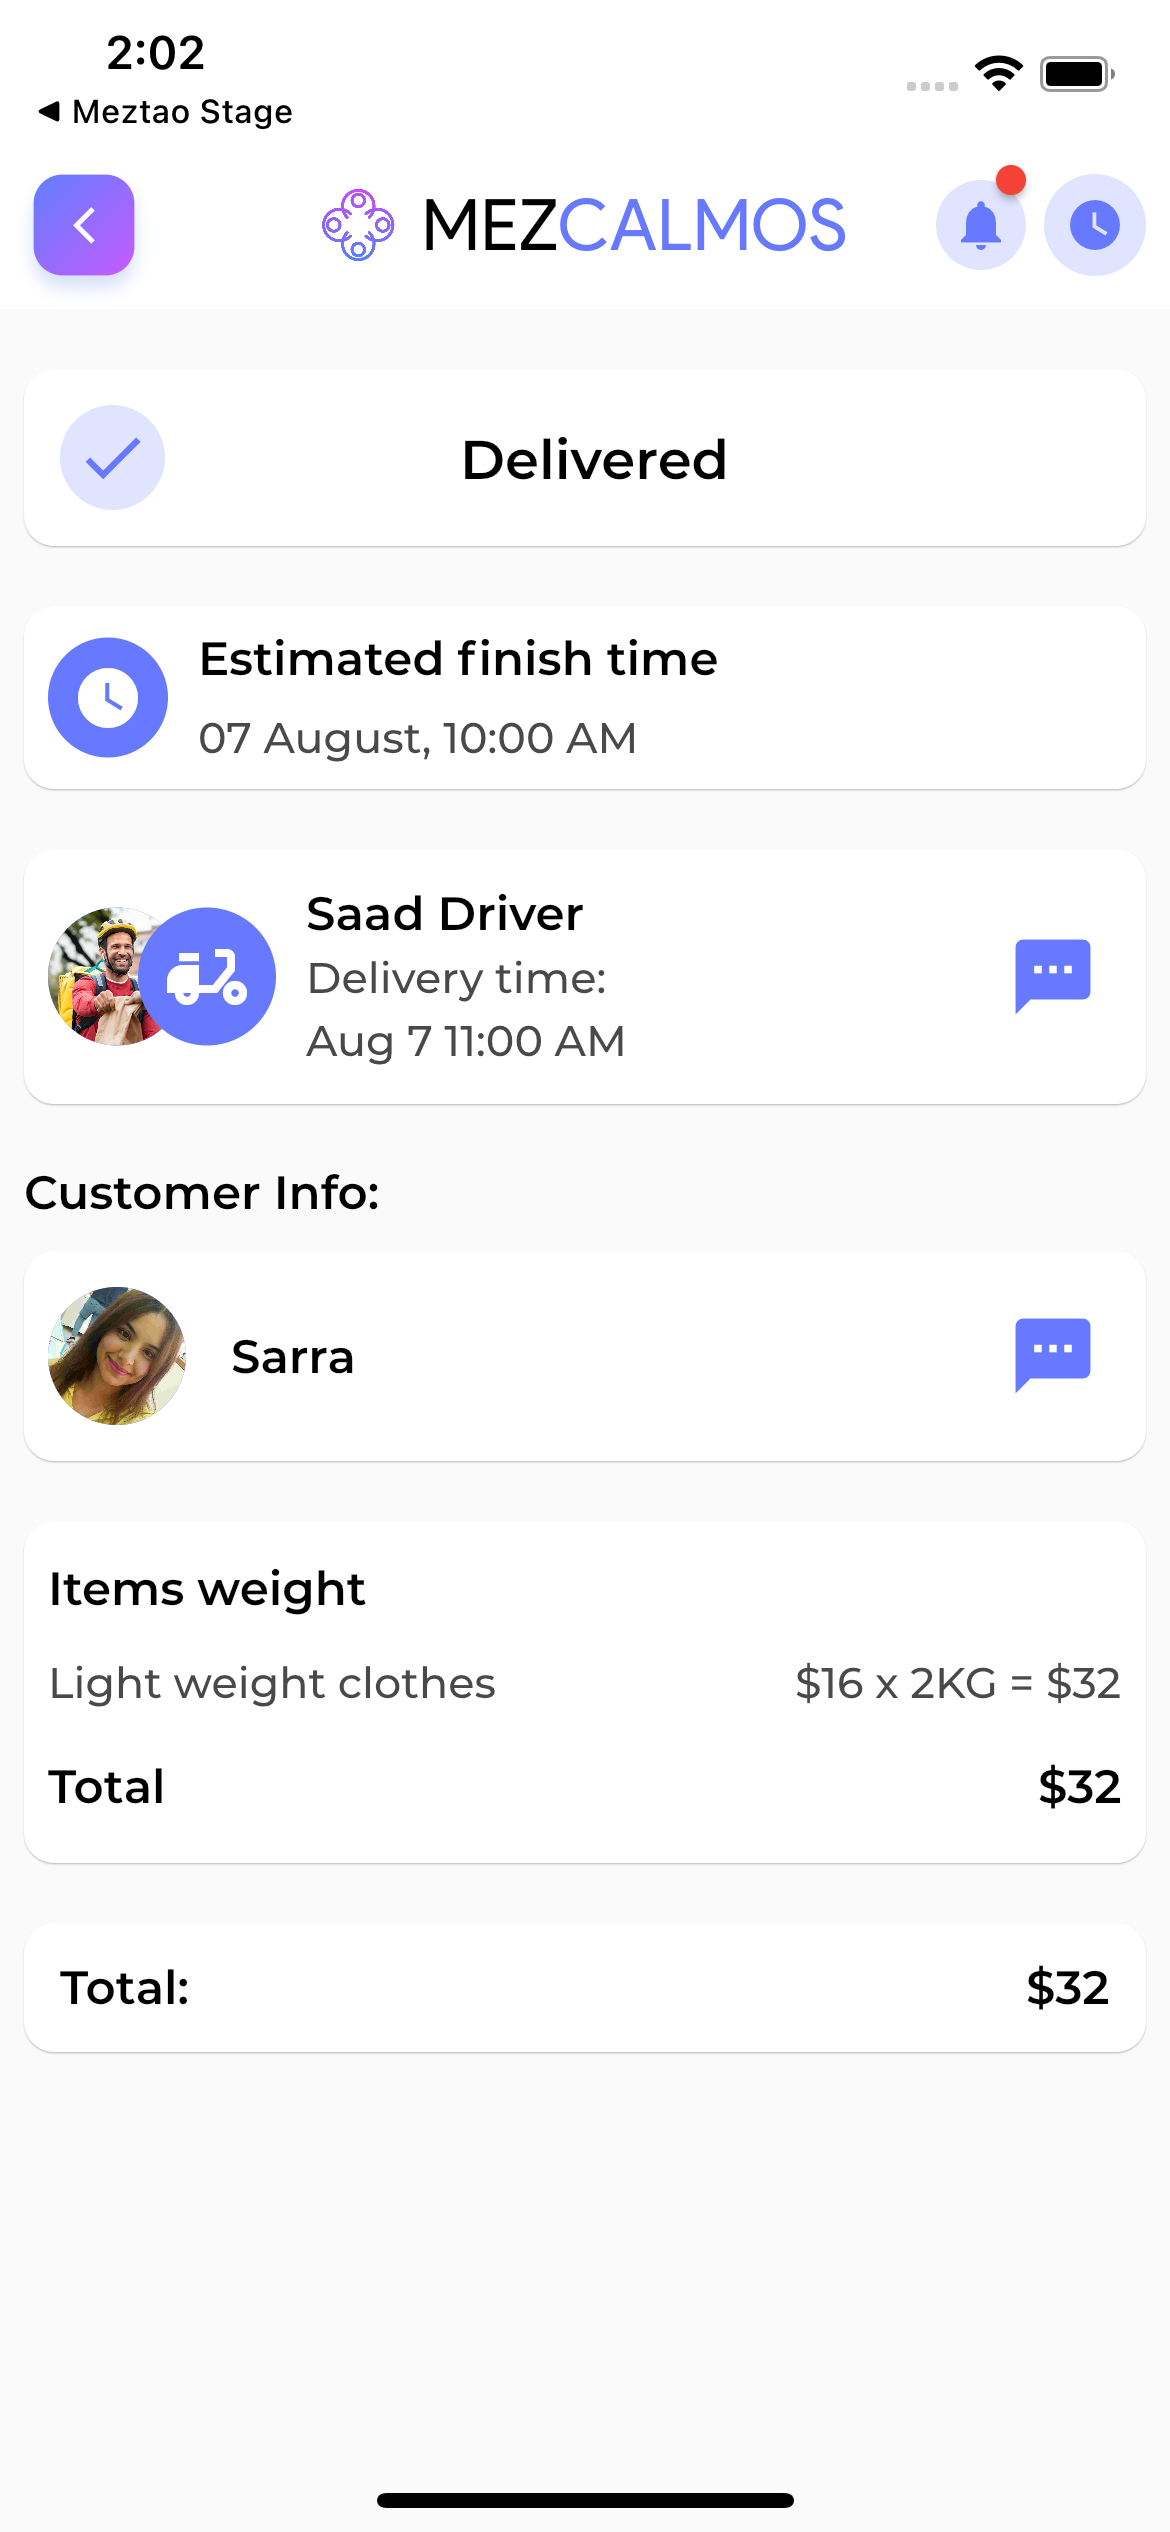 2:02
◀ Meztao Stage
MEZCALMOS
Delivered
Estimated finish time
07 August, 10:00 AM
Saad Driver
Delivery time:
Aug 7 11:00 AM
Customer Info:
Sarra
Items weight
Light weight clothes $16 x 2KG = $32
Total $32
Total: $32